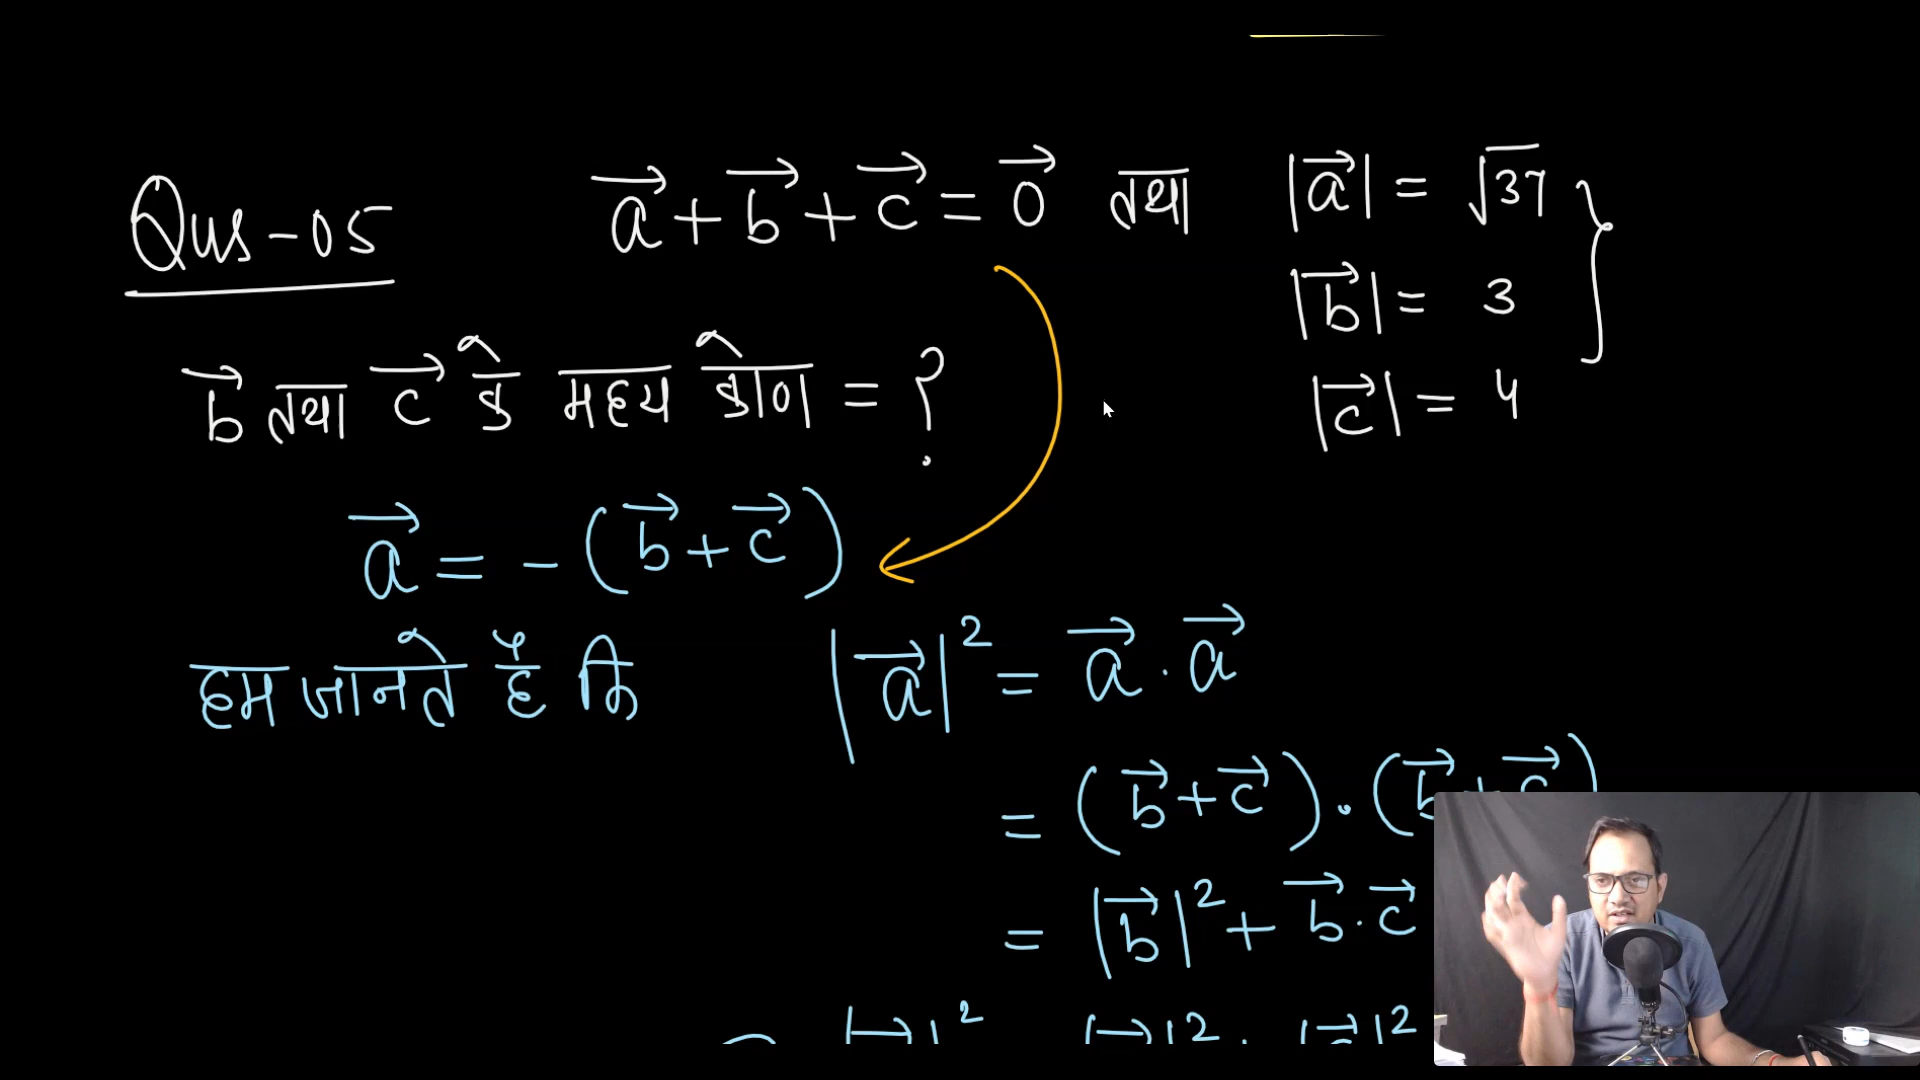 Qus-05 a⃗ + b⃗ + c⃗ = 0⃗ तथा |a⃗| = √37
|b⃗| = 3
|c⃗| = 4
b⃗ तथा c⃗ के मध्य कोण = ?
a⃗ = -(b⃗ + c⃗)
हम जानते हैं कि |a⃗|² = a⃗ · a⃗
= (b⃗ + c⃗) · (b⃗ + c⃗)
= |b⃗|² + b⃗ · c⃗